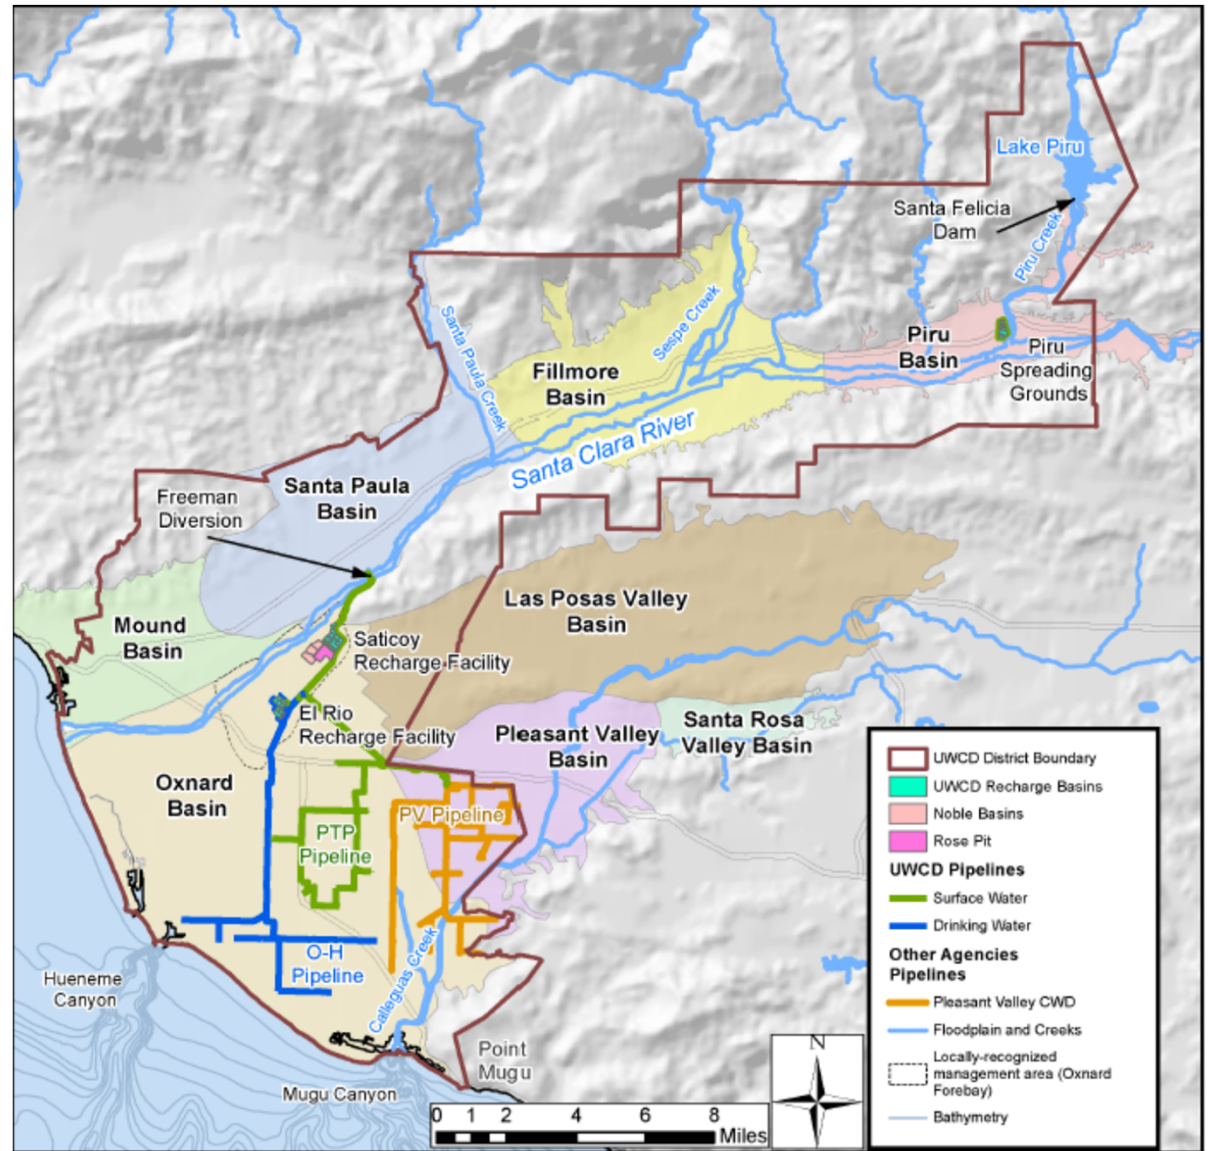 Lake Piru
Santa Felicia
Dam
Piru Creek
Santa Paula Creek
Sespe Creek
Fillmore
Basin
Piru
Basin
Piru
Spreading
Grounds
Santa Clara River
Freeman
Diversion
Santa Paula
Basin
Mound
Basin
Las Posas Valley
Basin
Saticoy
Recharge Facility
El Rio
Recharge Facility
Pleasant Valley
Basin
Santa Rosa
Valley Basin
Oxnard
Basin
PTP
Pipeline
PV Pipeline
O-H
Pipeline
Calleguas Creek
Hueneme
Canyon
Mugu Canyon
Point
Mugu
UWCD District Boundary
UWCD Recharge Basins
Noble Basins
Rose Pit
UWCD Pipelines
Surface Water
Drinking Water
Other Agencies
Pipelines
Pleasant Valley CWD
Floodplain and Creeks
Locally-recognized
management area (Oxnard
Forebay)
Bathymetry
N
0 1 2 4 6 8
Miles